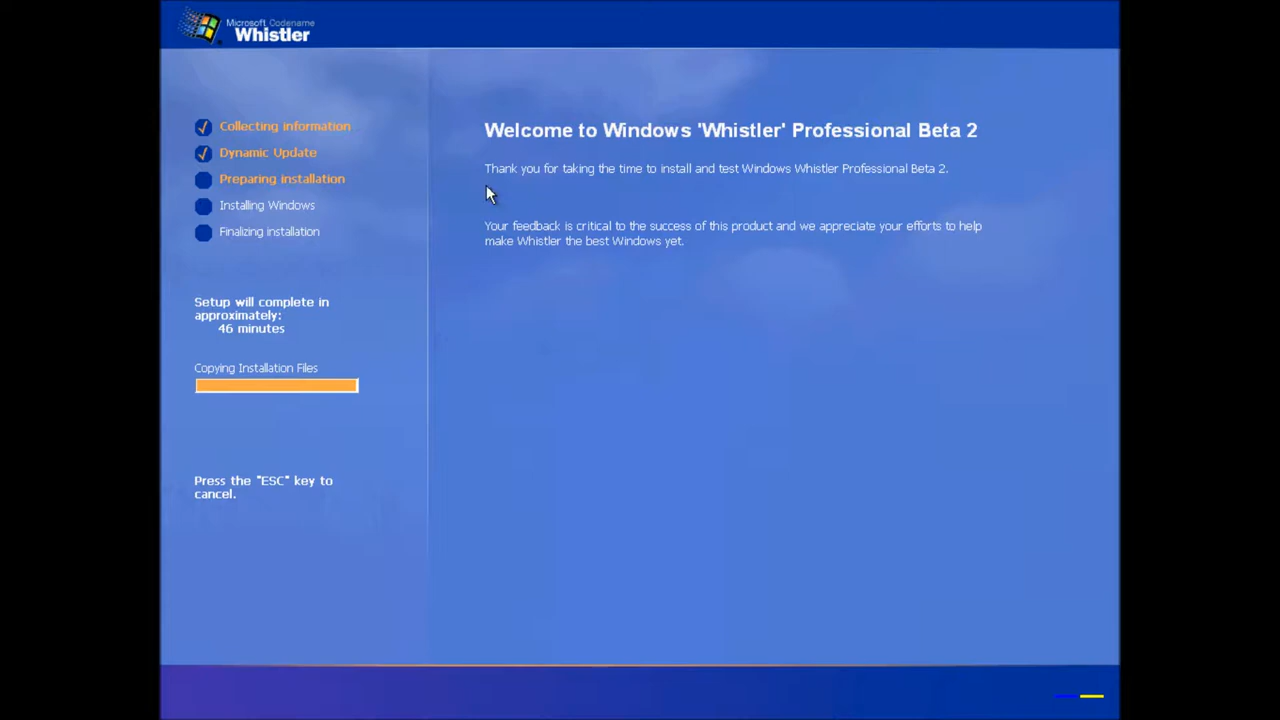 Microsoft Codename
Whistler
Collecting information
Dynamic Update
Preparing installation
Installing Windows
Finalizing installation
Setup will complete in
approximately:
46 minutes
Copying Installation Files
Press the "ESC" key to
cancel.
Welcome to Windows 'Whistler' Professional Beta 2
Thank you for taking the time to install and test Windows Whistler Professional Beta 2.
Your feedback is critical to the success of this product and we appreciate your efforts to help
make Whistler the best Windows yet.